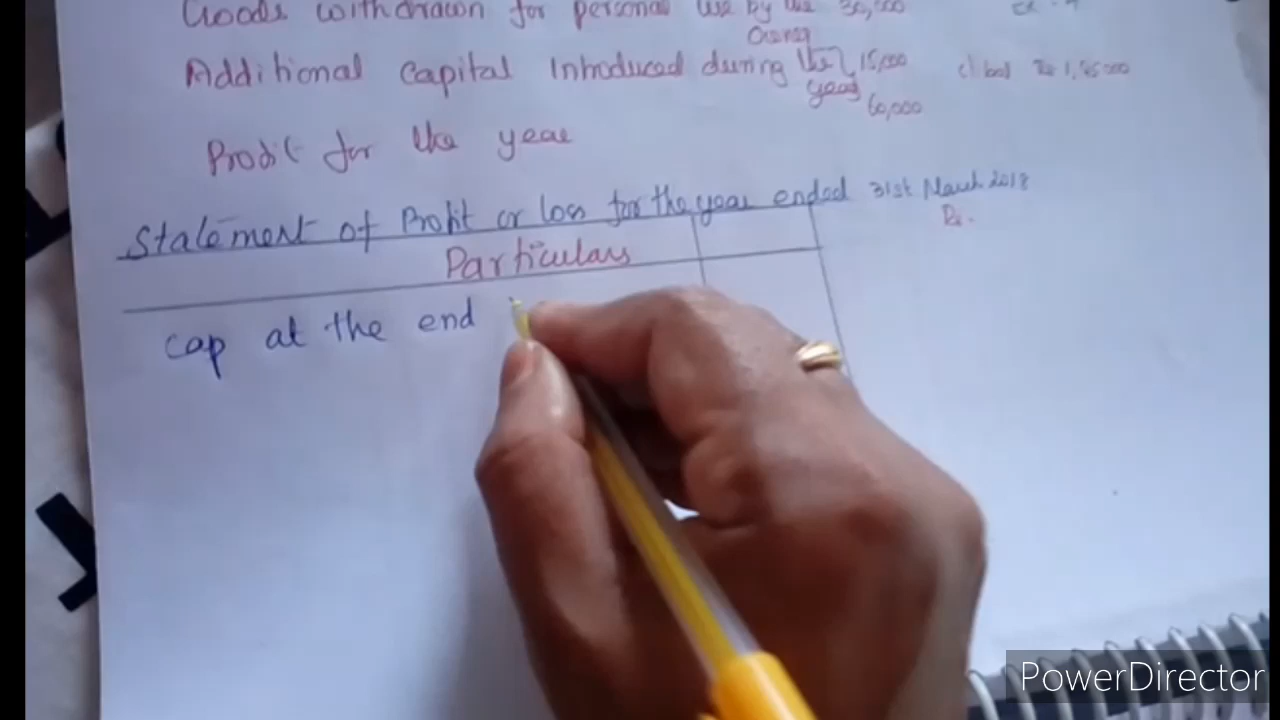 Goods withdrawn for personal use by the 30,000
Owner
Additional capital Introduced during the 15,000
year
60,000
Profit for the year
Statement of Profit or loss for the year ended 31st March 2018
Rs.
Particulars
cap at the end
PowerDirector